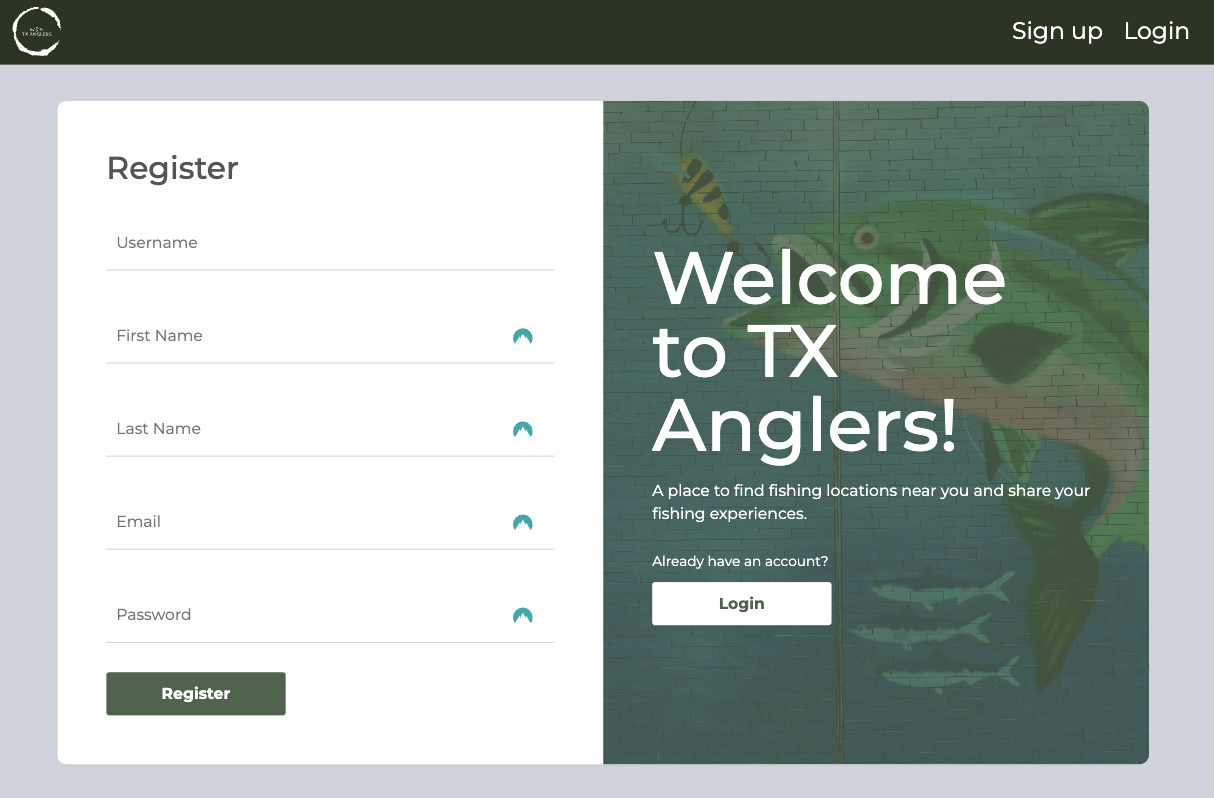 TX ANGLERS
Sign up Login
Register
Username
First Name
Last Name
Email
Password
Register
Welcome
to TX
Anglers!
A place to find fishing locations near you and share your
fishing experiences.
Already have an account?
Login